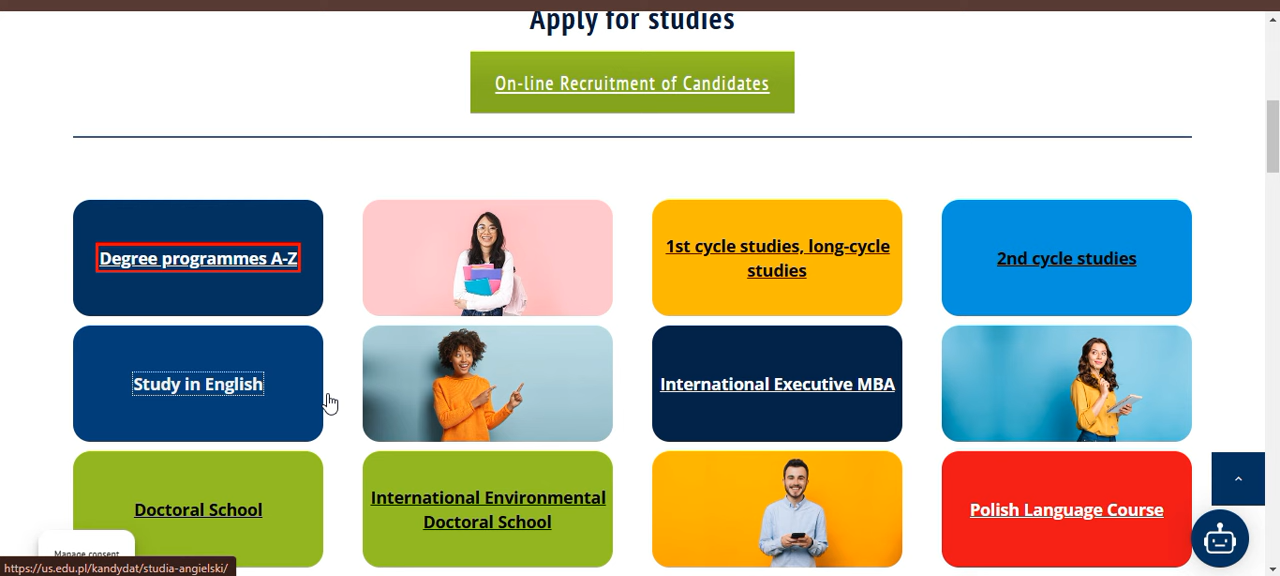 Apply for studies
On-line Recruitment of Candidates
Degree programmes A-Z
1st cycle studies, long-cycle
studies
2nd cycle studies
Study in English
International Executive MBA
Doctoral School
International Environmental
Doctoral School
Polish Language Course
Manage consent
https://us.edu.pl/kandydat/studia-angielski/